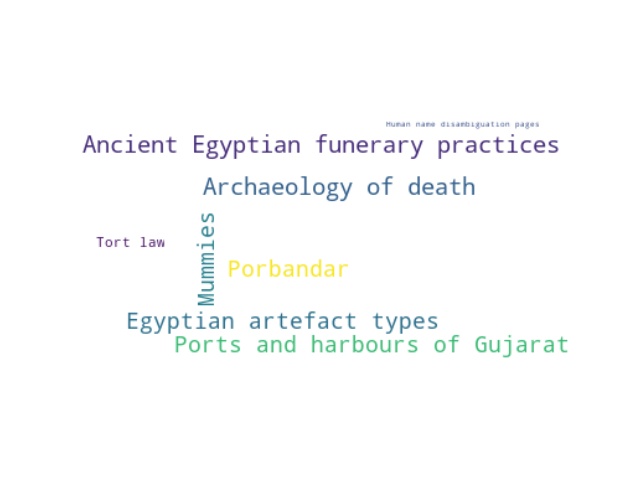 Human name disambiguation pages
Ancient Egyptian funerary practices
Archaeology of death
Mummies
Tort law
Porbandar
Egyptian artefact types
Ports and harbours of Gujarat